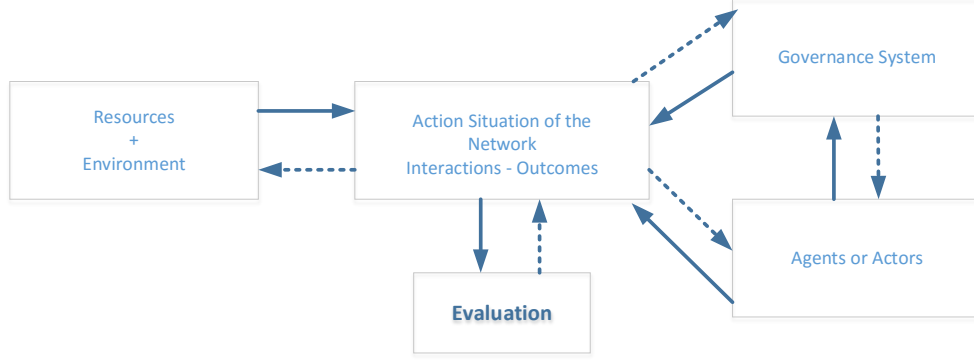 Resources
+
Environment
Action Situation of the
Network
Interactions - Outcomes
Governance System
Agents or Actors
Evaluation